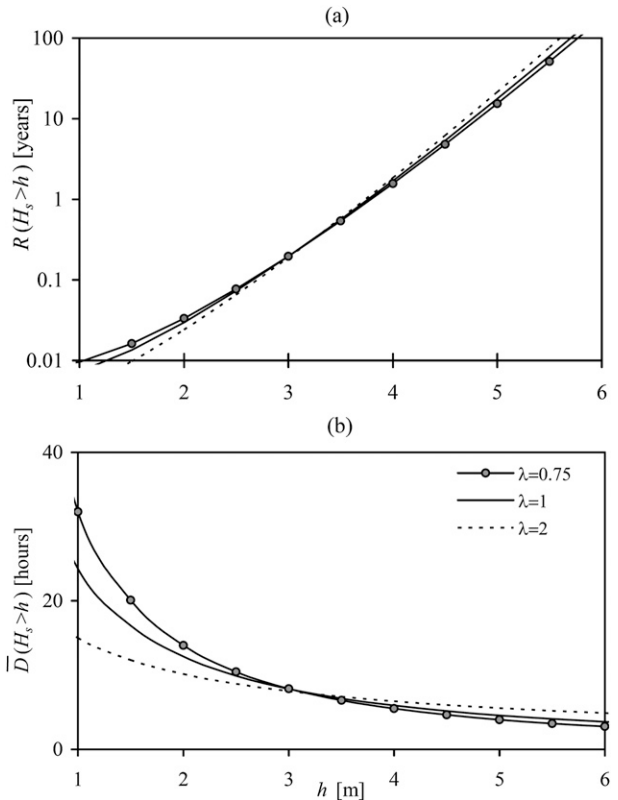 (a)
100
10
1
0.1
0.01
R(Hₛ>h) [years]
1 2 3 4 5 6
(b)
40
20
0
D̅(Hₛ>h) [hours]
λ=0.75
λ=1
λ=2
1 2 3 4 5 6
h [m]